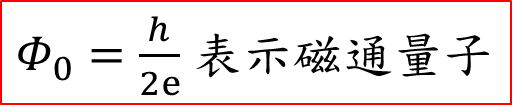 Φ₀ = h/2e 表示磁通量子